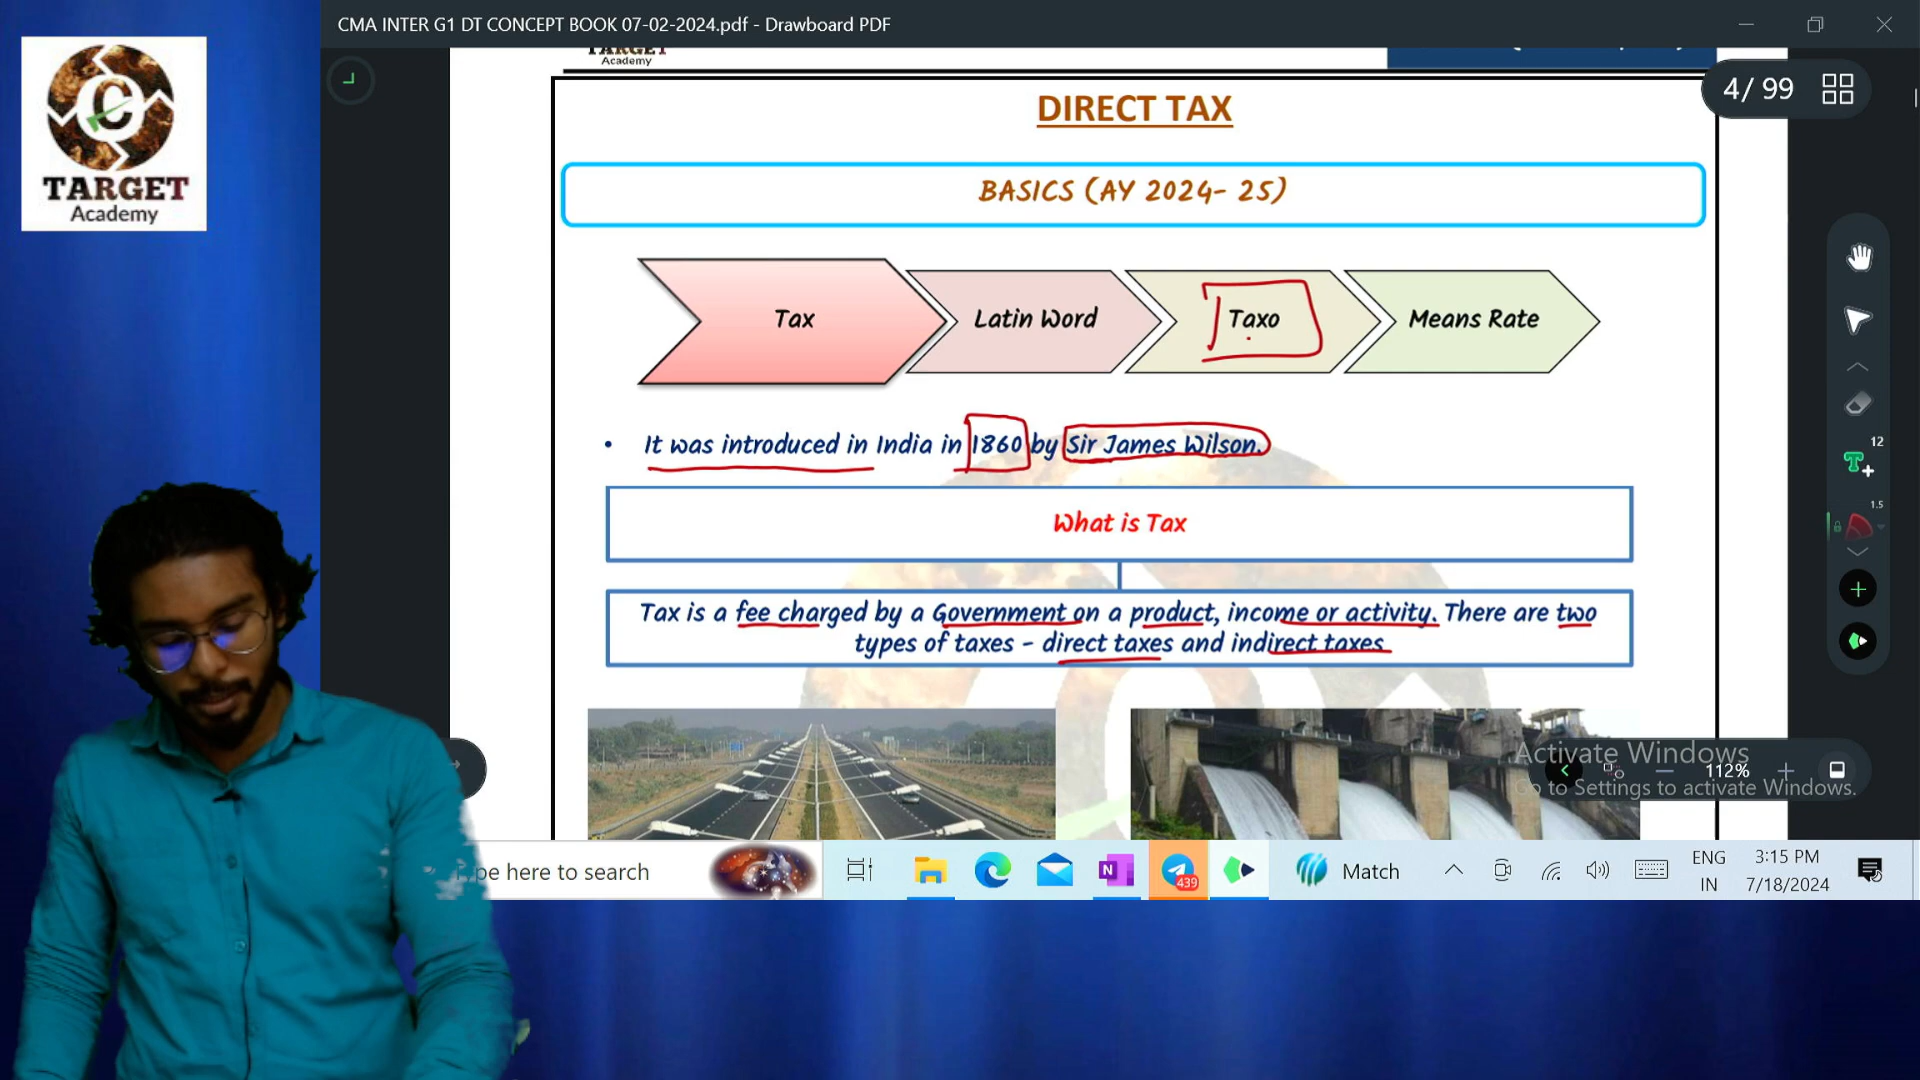 CMA INTER G1 DT CONCEPT BOOK 07-02-2024.pdf - Drawboard PDF
TARGET
Academy
Academy
4/ 99
DIRECT TAX
BASICS (AY 2024- 25)
Tax
Latin Word
Taxo
Means Rate
• It was introduced in India in 1860 by Sir James Wilson.
12
1.5
What is Tax
Tax is a fee charged by a Government on a product, income or activity. There are two
types of taxes - direct taxes and indirect taxes
Activate Windows
112%
Go to Settings to activate Windows.
pe here to search
439
Match
ENG
IN
3:15 PM
7/18/2024